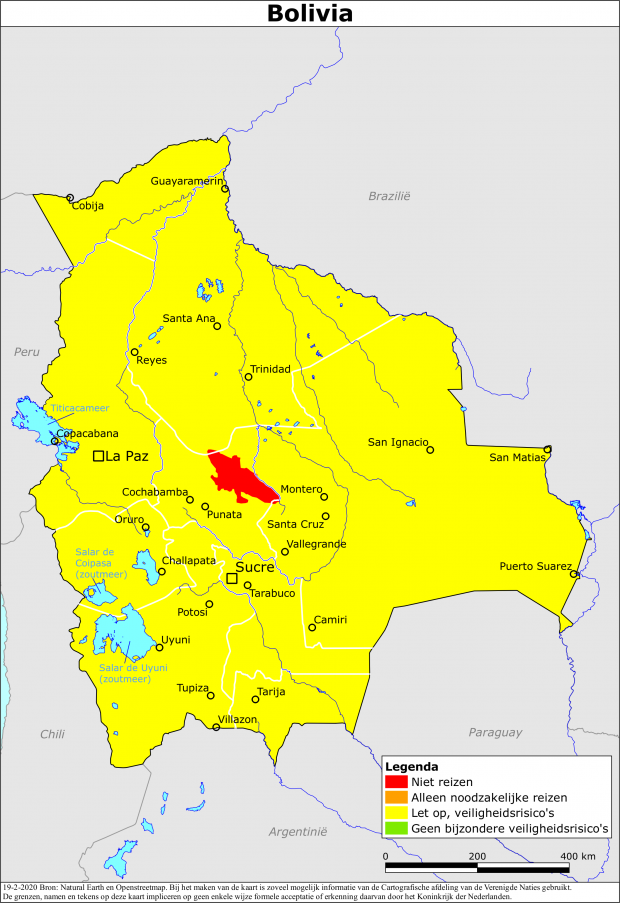 Bolivia
Guayaramerin
Brazilië
Cobija
Santa Ana
Peru
Reyes
Trinidad
Titicacameer
Copacabana
San Ignacio
La Paz
San Matias
Cochabamba
Montero
Punata
Oruro
Santa Cruz
Vallegrande
Salar de
Coipasa
(zoutmeer)
Challapata
Sucre
Puerto Suarez
Tarabuco
Potosi
Camiri
Uyuni
Salar de Uyuni
(zoutmeer)
Tupiza
Tarija
Villazon
Chili
Paraguay
Argentinië
Legenda
Niet reizen
Alleen noodzakelijke reizen
Let op, veiligheidsrisico's
Geen bijzondere veiligheidsrisico's
0 200 400 km
19-2-2020 Bron: Natural Earth en Openstreetmap. Bij het maken van de kaart is zoveel mogelijk informatie van de Cartografische afdeling van de Verenigde Naties gebruikt.
De grenzen, namen en tekens op deze kaart impliceren op geen enkele wijze formele acceptatie of erkenning daarvan door het Koninkrijk der Nederlanden.